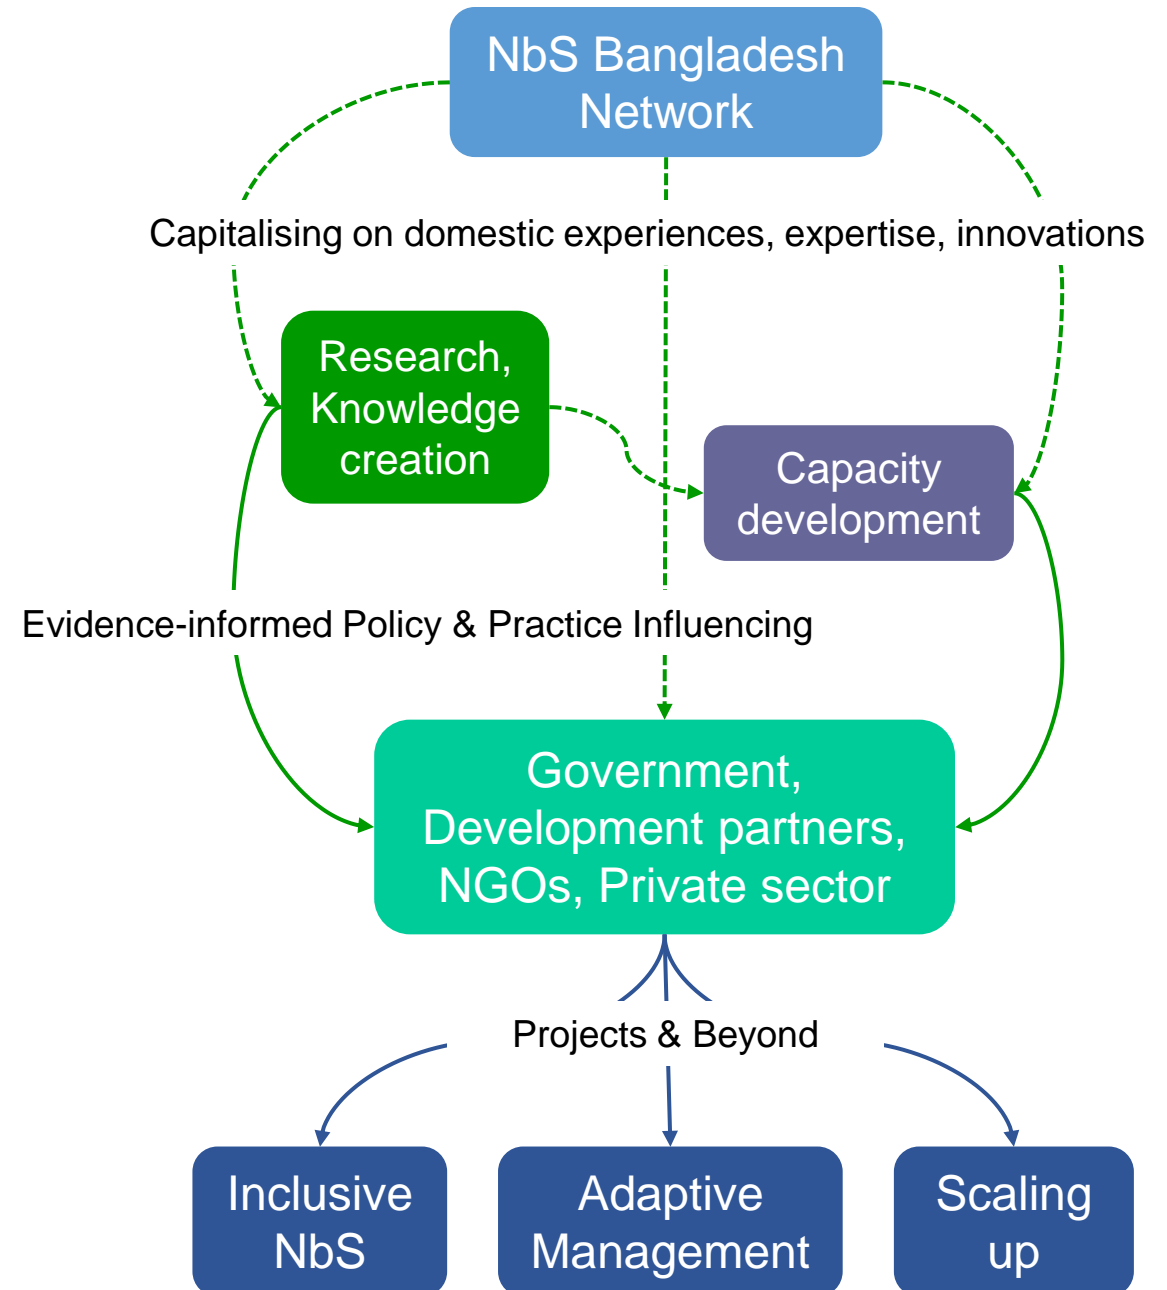 NbS Bangladesh
Network
Capitalising on domestic experiences, expertise, innovations
Research,
Knowledge
creation
Capacity
development
Evidence-informed Policy & Practice Influencing
Government,
Development partners,
NGOs, Private sector
Projects & Beyond
Inclusive
NbS
Adaptive
Management
Scaling
up